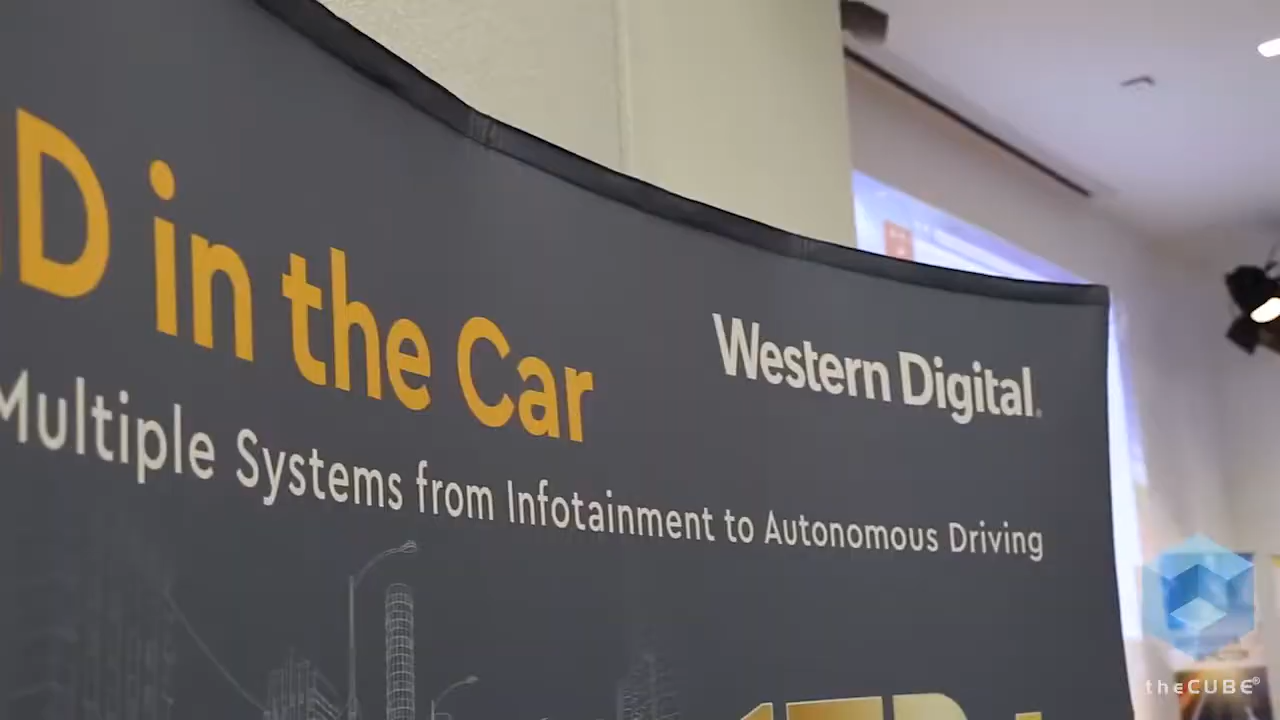 D in the Car
Western Digital.
Multiple Systems from Infotainment to Autonomous Driving
theCUBE®